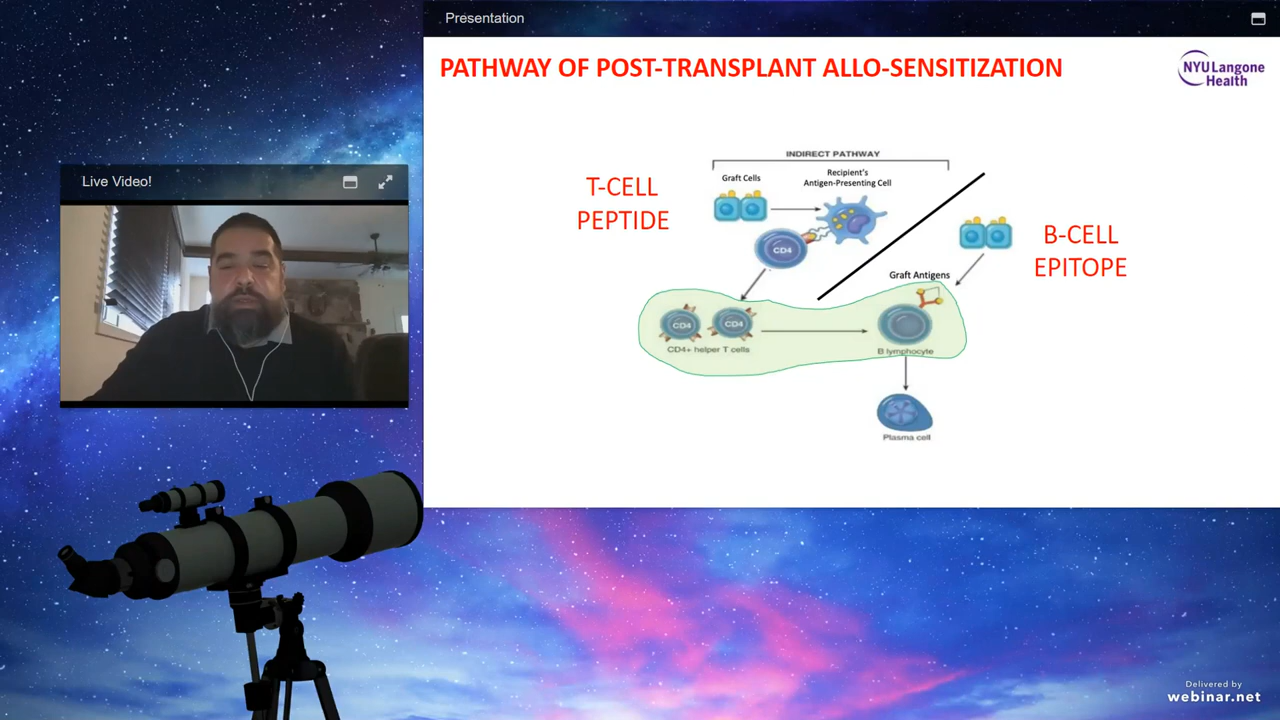 Presentation
PATHWAY OF POST-TRANSPLANT ALLO-SENSITIZATION
NYU Langone
Health
Live Video!
INDIRECT PATHWAY
T-CELL
PEPTIDE
Graft Cells
Recipient's
Antigen-Presenting Cell
CD4
B-CELL
EPITOPE
Graft Antigens
CD4
CD4
CD4+ helper T cells
B lymphocyte
Plasma cell
Delivered by
webinar.net